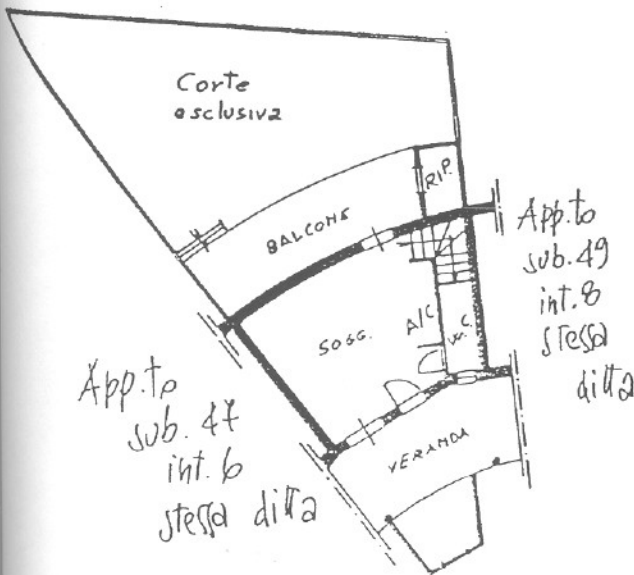 Corte
esclusiva
RIP.
BALCONE
App.to
sub. 49
int. 8
stessa
ditta
SOGG.
A/C
W.C.
App.to
sub. 47
int. 6
stessa ditta
VERANDA